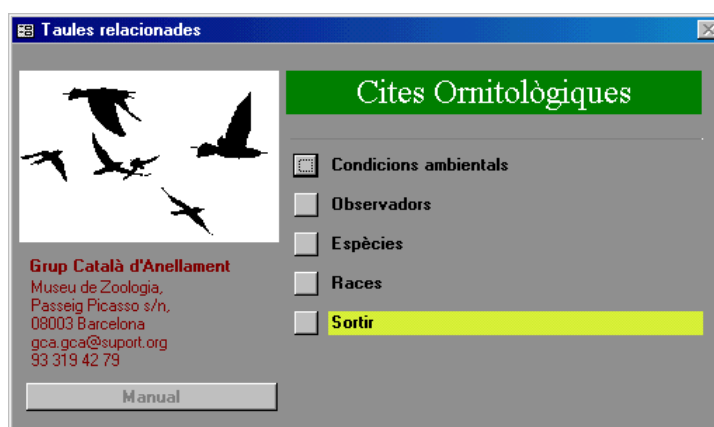 Taules relacionades
Cites Ornitològiques
Condicions ambientals
Observadors
Espècies
Races
Sortir
Grup Català d'Anellament
Museu de Zoologia,
Passeig Picasso s/n,
08003 Barcelona
gca.gca@suport.org
93 319 42 79
Manual